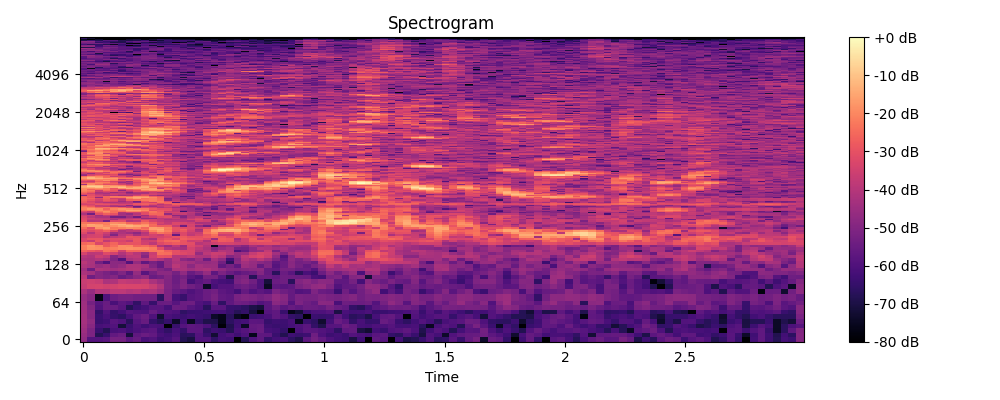 Spectrogram
Hz
4096
2048
1024
512
256
128
64
0
0
0.5
1
1.5
2
2.5
Time
+0 dB
-10 dB
-20 dB
-30 dB
-40 dB
-50 dB
-60 dB
-70 dB
-80 dB